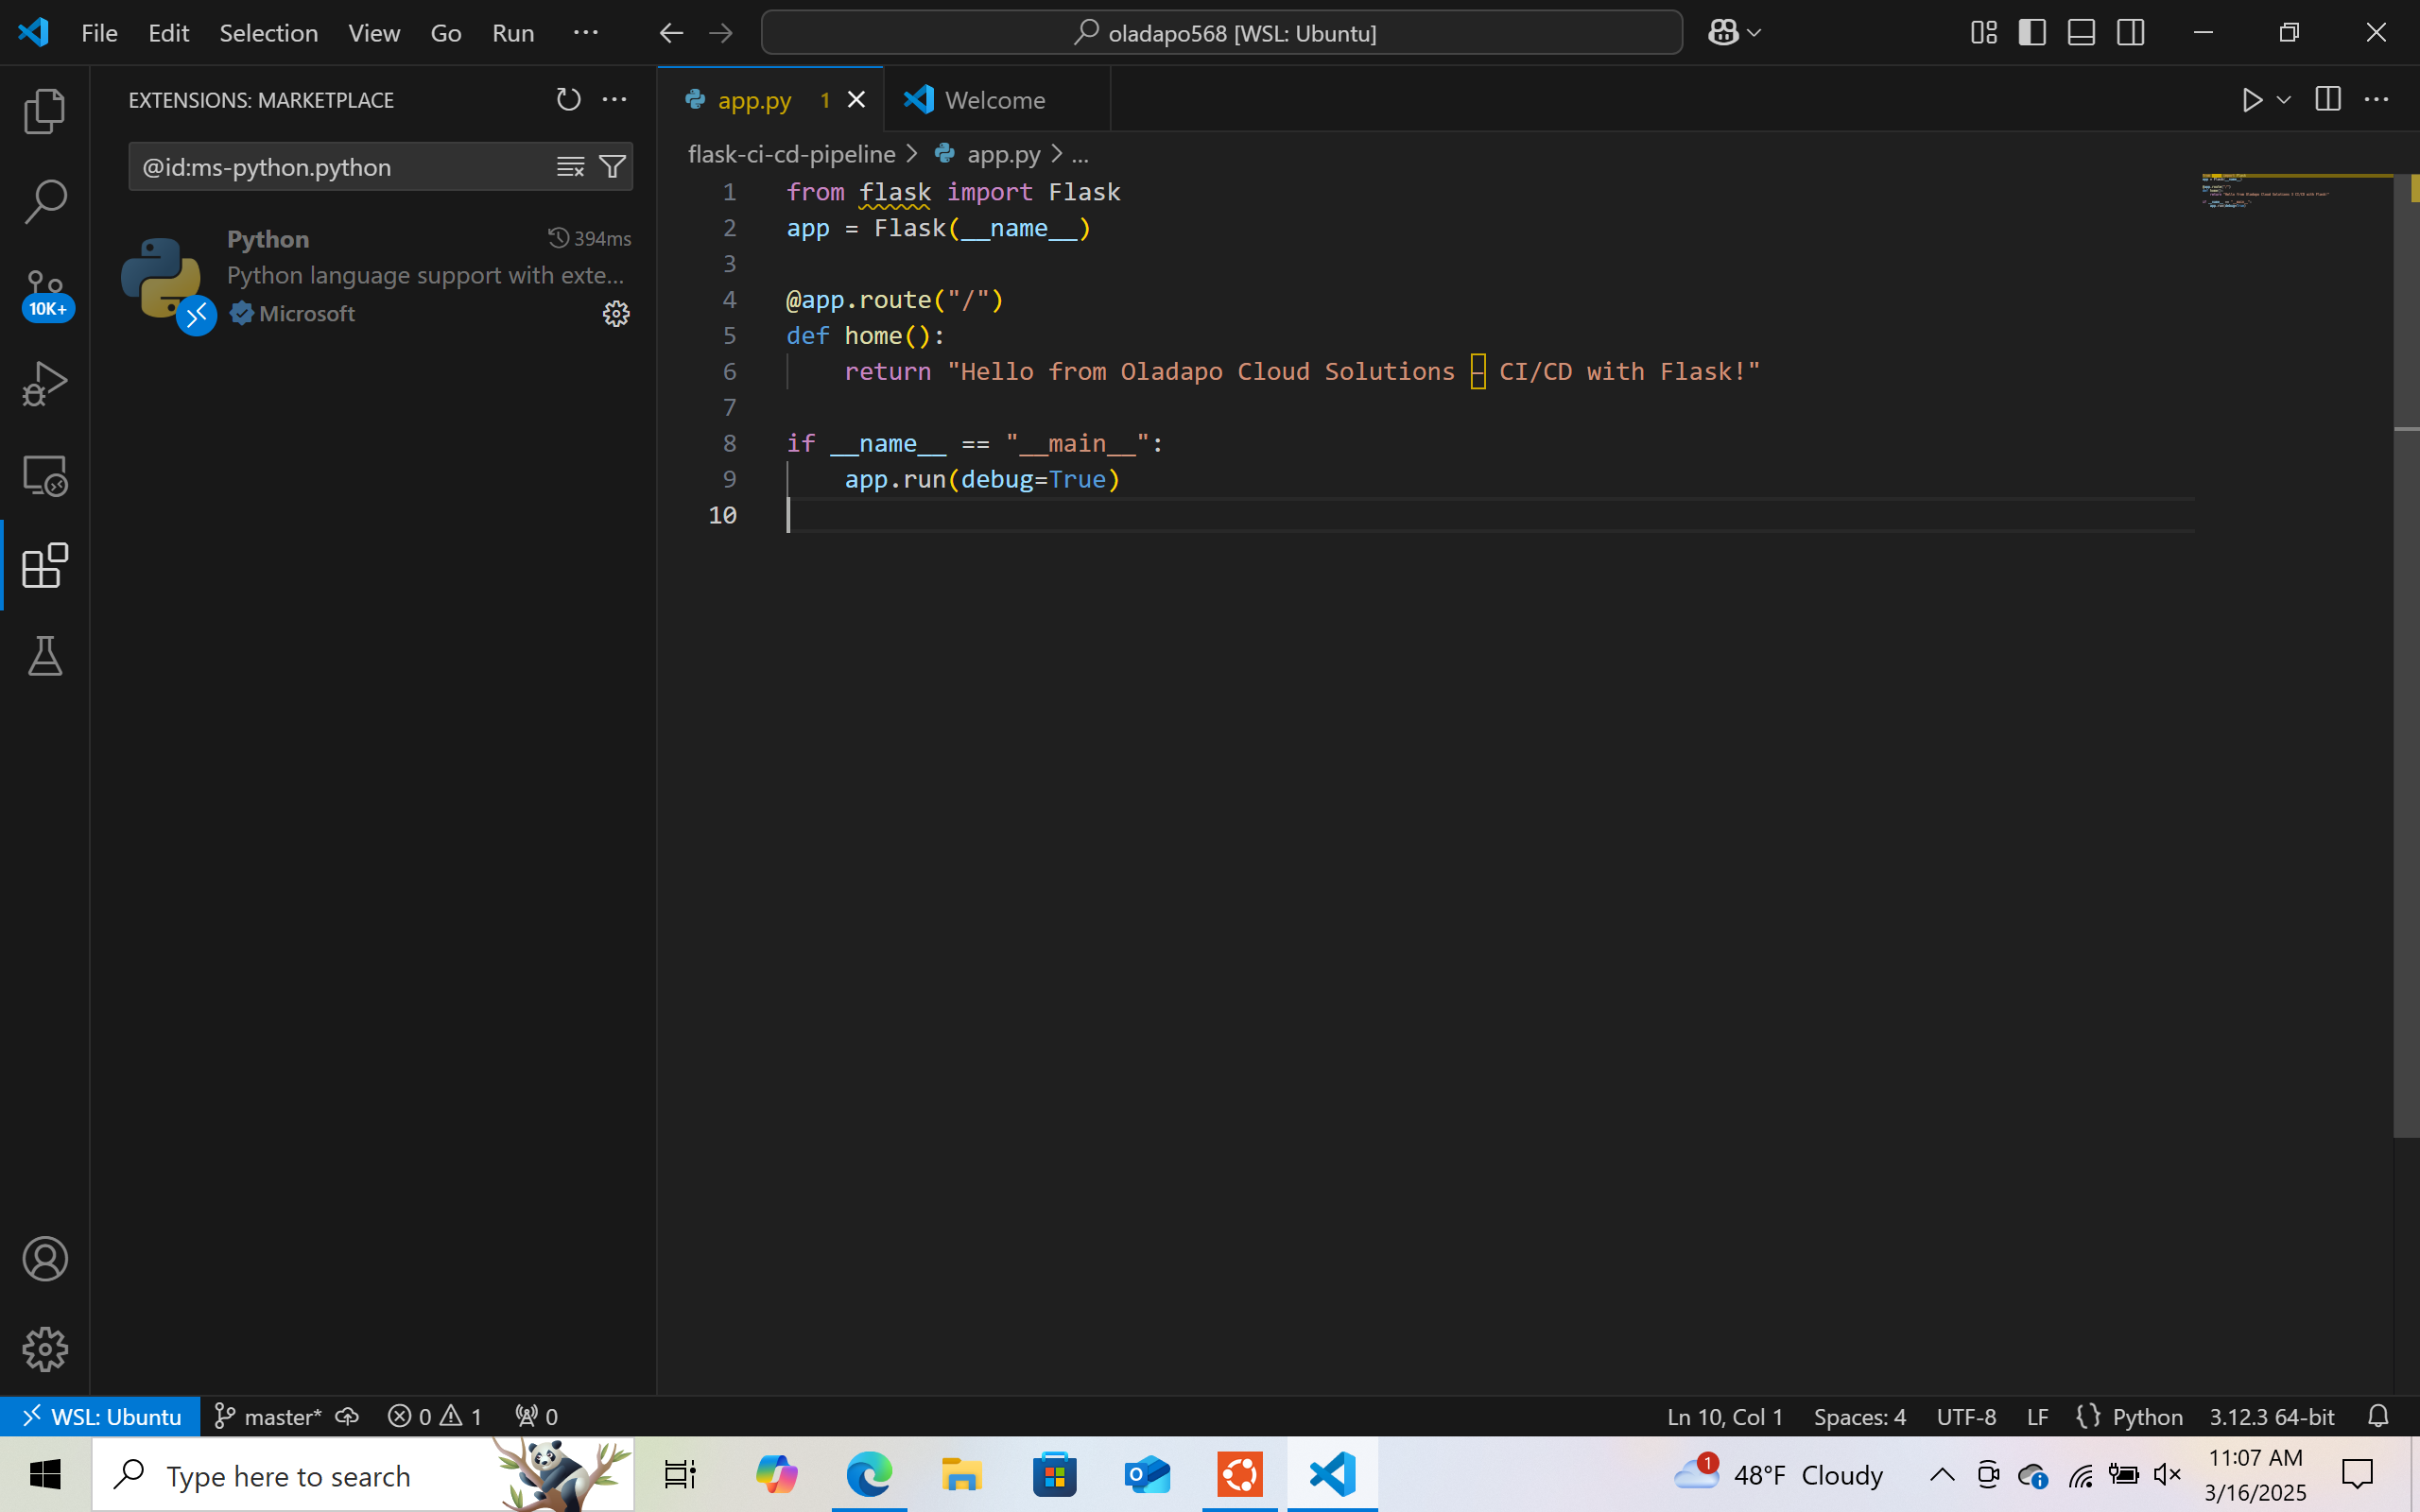 File Edit Selection View Go Run ···
oladapo568 [WSL: Ubuntu]
EXTENSIONS: MARKETPLACE
@id:ms-python.python
Python 394ms
Python language support with exte...
Microsoft
10K+
app.py 1
Welcome
flask-ci-cd-pipeline > app.py > ...
1 from flask import Flask
2 app = Flask(__name__)
3
4 @app.route("/")
5 def home():
6 return "Hello from Oladapo Cloud Solutions – CI/CD with Flask!"
7
8 if __name__ == "__main__":
9 app.run(debug=True)
10
WSL: Ubuntu master* 0 1 0
Ln 10, Col 1 Spaces: 4 UTF-8 LF {} Python 3.12.3 64-bit
Type here to search
1 48°F Cloudy
11:07 AM
3/16/2025